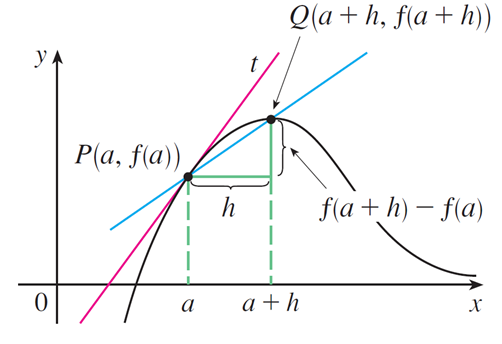 Q(a + h, f(a + h))
y
t
P(a, f(a))
h
f(a + h) − f(a)
0
a
a + h
x